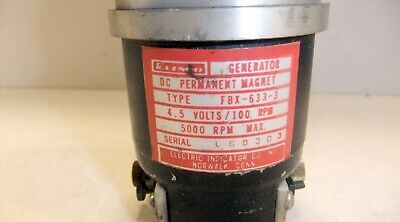 ELINCO GENERATOR
DC PERMANENT MAGNET
TYPE FBX-633-3
4.5 VOLTS/100 RPM
5000 RPM MAX.
SERIAL
ELECTRIC INDICATOR CO
NORWALK CONN